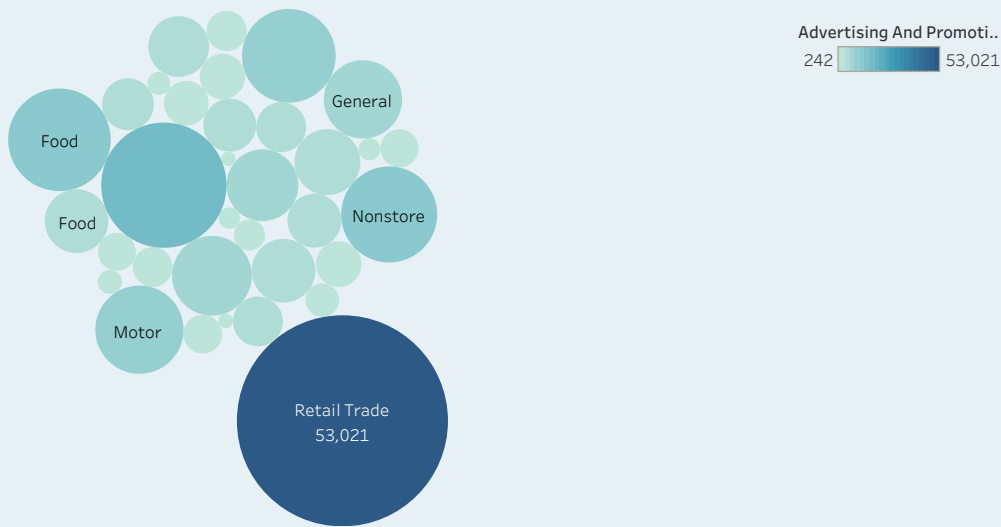 Advertising And Promoti..
242 53,021
General
Food
Nonstore
Food
Motor
Retail Trade
53,021